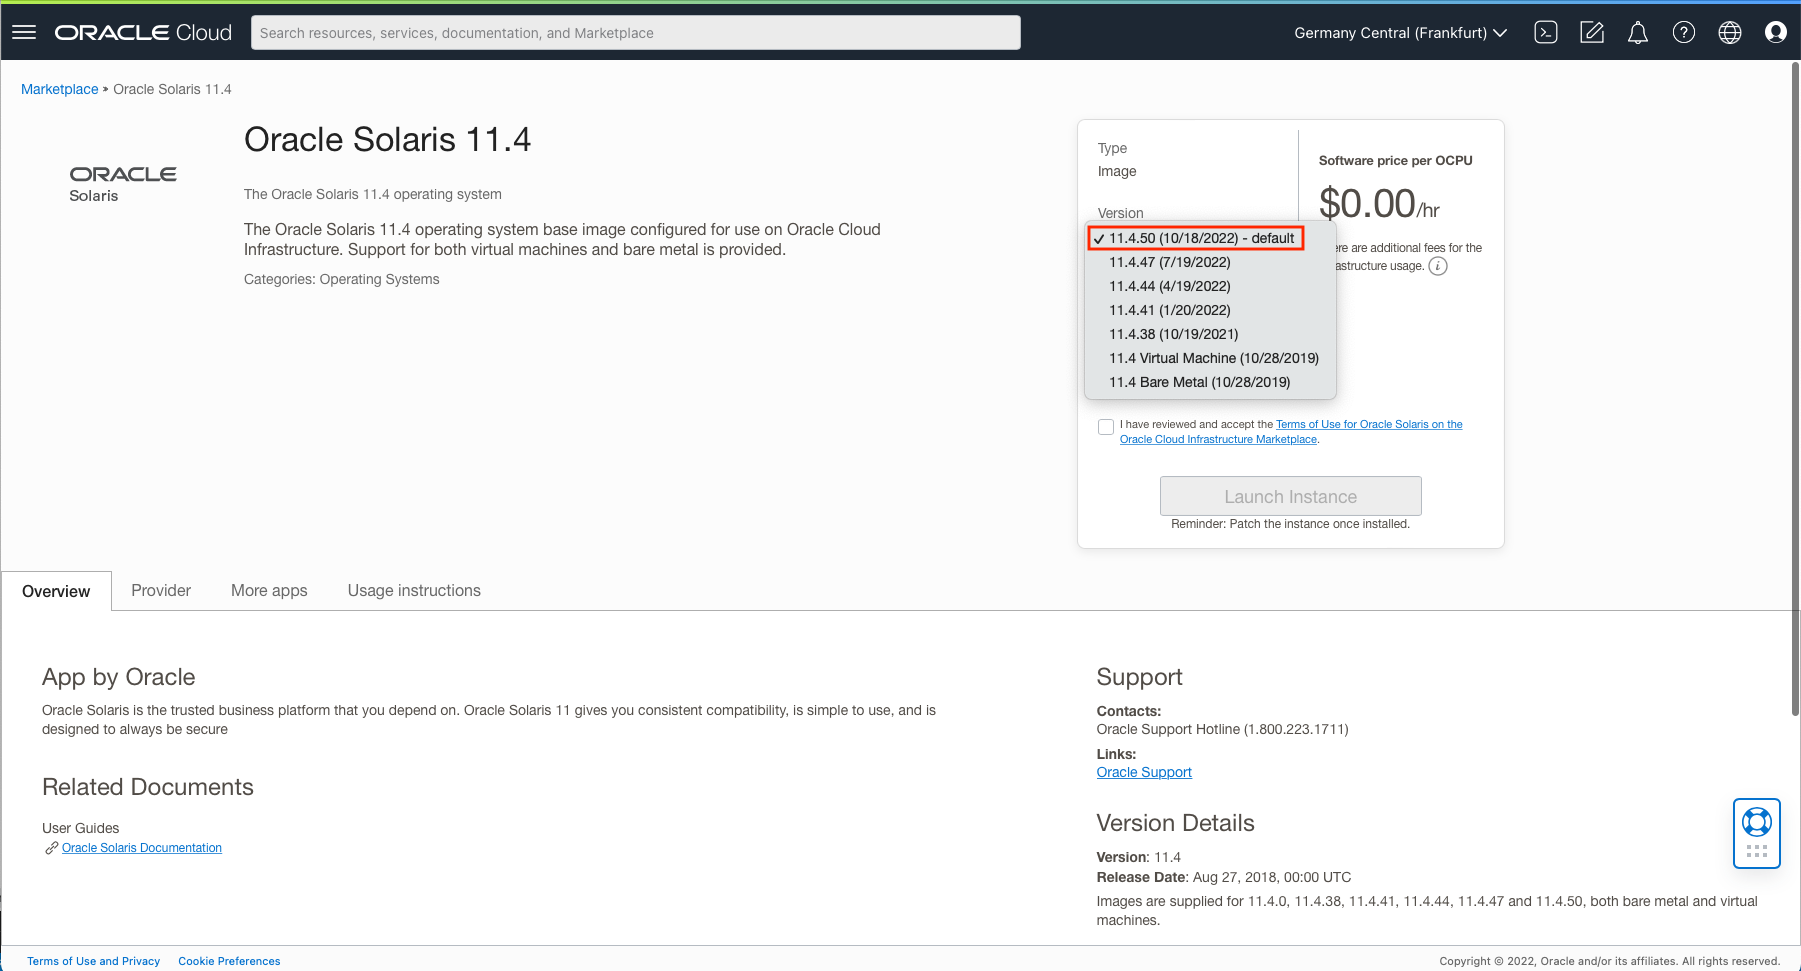 ORACLE Cloud
Search resources, services, documentation, and Marketplace
Germany Central (Frankfurt)
Marketplace » Oracle Solaris 11.4
ORACLE
Solaris
Oracle Solaris 11.4
The Oracle Solaris 11.4 operating system
The Oracle Solaris 11.4 operating system base image configured for use on Oracle Cloud
Infrastructure. Support for both virtual machines and bare metal is provided.
Categories: Operating Systems
Type
Image
Version
✓ 11.4.50 (10/18/2022) - default
11.4.47 (7/19/2022)
11.4.44 (4/19/2022)
11.4.41 (1/20/2022)
11.4.38 (10/19/2021)
11.4 Virtual Machine (10/28/2019)
11.4 Bare Metal (10/28/2019)
Software price per OCPU
$0.00/hr
ere are additional fees for the
astructure usage.
I have reviewed and accept the Terms of Use for Oracle Solaris on the
Oracle Cloud Infrastructure Marketplace.
Launch Instance
Reminder: Patch the instance once installed.
Overview
Provider
More apps
Usage instructions
App by Oracle
Oracle Solaris is the trusted business platform that you depend on. Oracle Solaris 11 gives you consistent compatibility, is simple to use, and is
designed to always be secure
Related Documents
User Guides
Oracle Solaris Documentation
Support
Contacts:
Oracle Support Hotline (1.800.223.1711)
Links:
Oracle Support
Version Details
Version: 11.4
Release Date: Aug 27, 2018, 00:00 UTC
Images are supplied for 11.4.0, 11.4.38, 11.4.41, 11.4.44, 11.4.47 and 11.4.50, both bare metal and virtual
machines.
Terms of Use and Privacy
Cookie Preferences
Copyright © 2022, Oracle and/or its affiliates. All rights reserved.